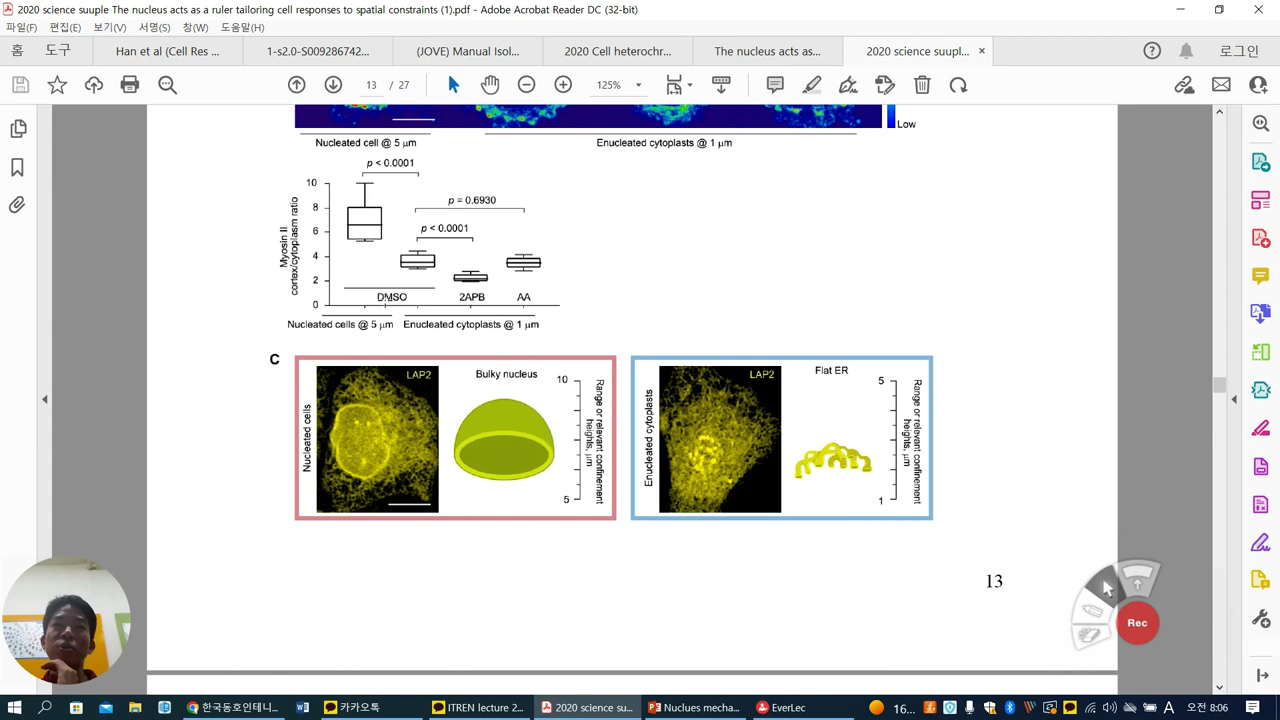 2020 science suuple The nucleus acts as a ruler tailoring cell responses to spatial constraints (1).pdf - Adobe Acrobat Reader DC (32-bit)
파일(F) 편집(E) 보기(V) 서명(S) 창(W) 도움말(H)
홈 도구 Han et al (Cell Res ... 1-s2.0-S009286742... (JOVE) Manual Isol... 2020 Cell heterochr... The nucleus acts as... 2020 science suupl... × 로그인
13 / 27 125%
Low
Nucleated cell @ 5 μm Enucleated cytoplasts @ 1 μm
p < 0.0001
10
p = 0.6930
8
p < 0.0001
6
4
2
0
Myosin II
cortex/cytoplasm ratio
DMSO 2APB AA
Nucleated cells @ 5 μm Enucleated cytoplasts @ 1 μm
C
Nucleated cells
LAP2
Bulky nucleus
10
5
Range or relevant confinement
heights, μm
Enucleated cytoplasts
LAP2
Flat ER
5
1
Range or relevant confinement
heights, μm
13
Rec
한국동호인테니... 카카오톡 ITREN lecture 2... 2020 science su... Nuclues mecha... EverLec 16... A 오후 8:06